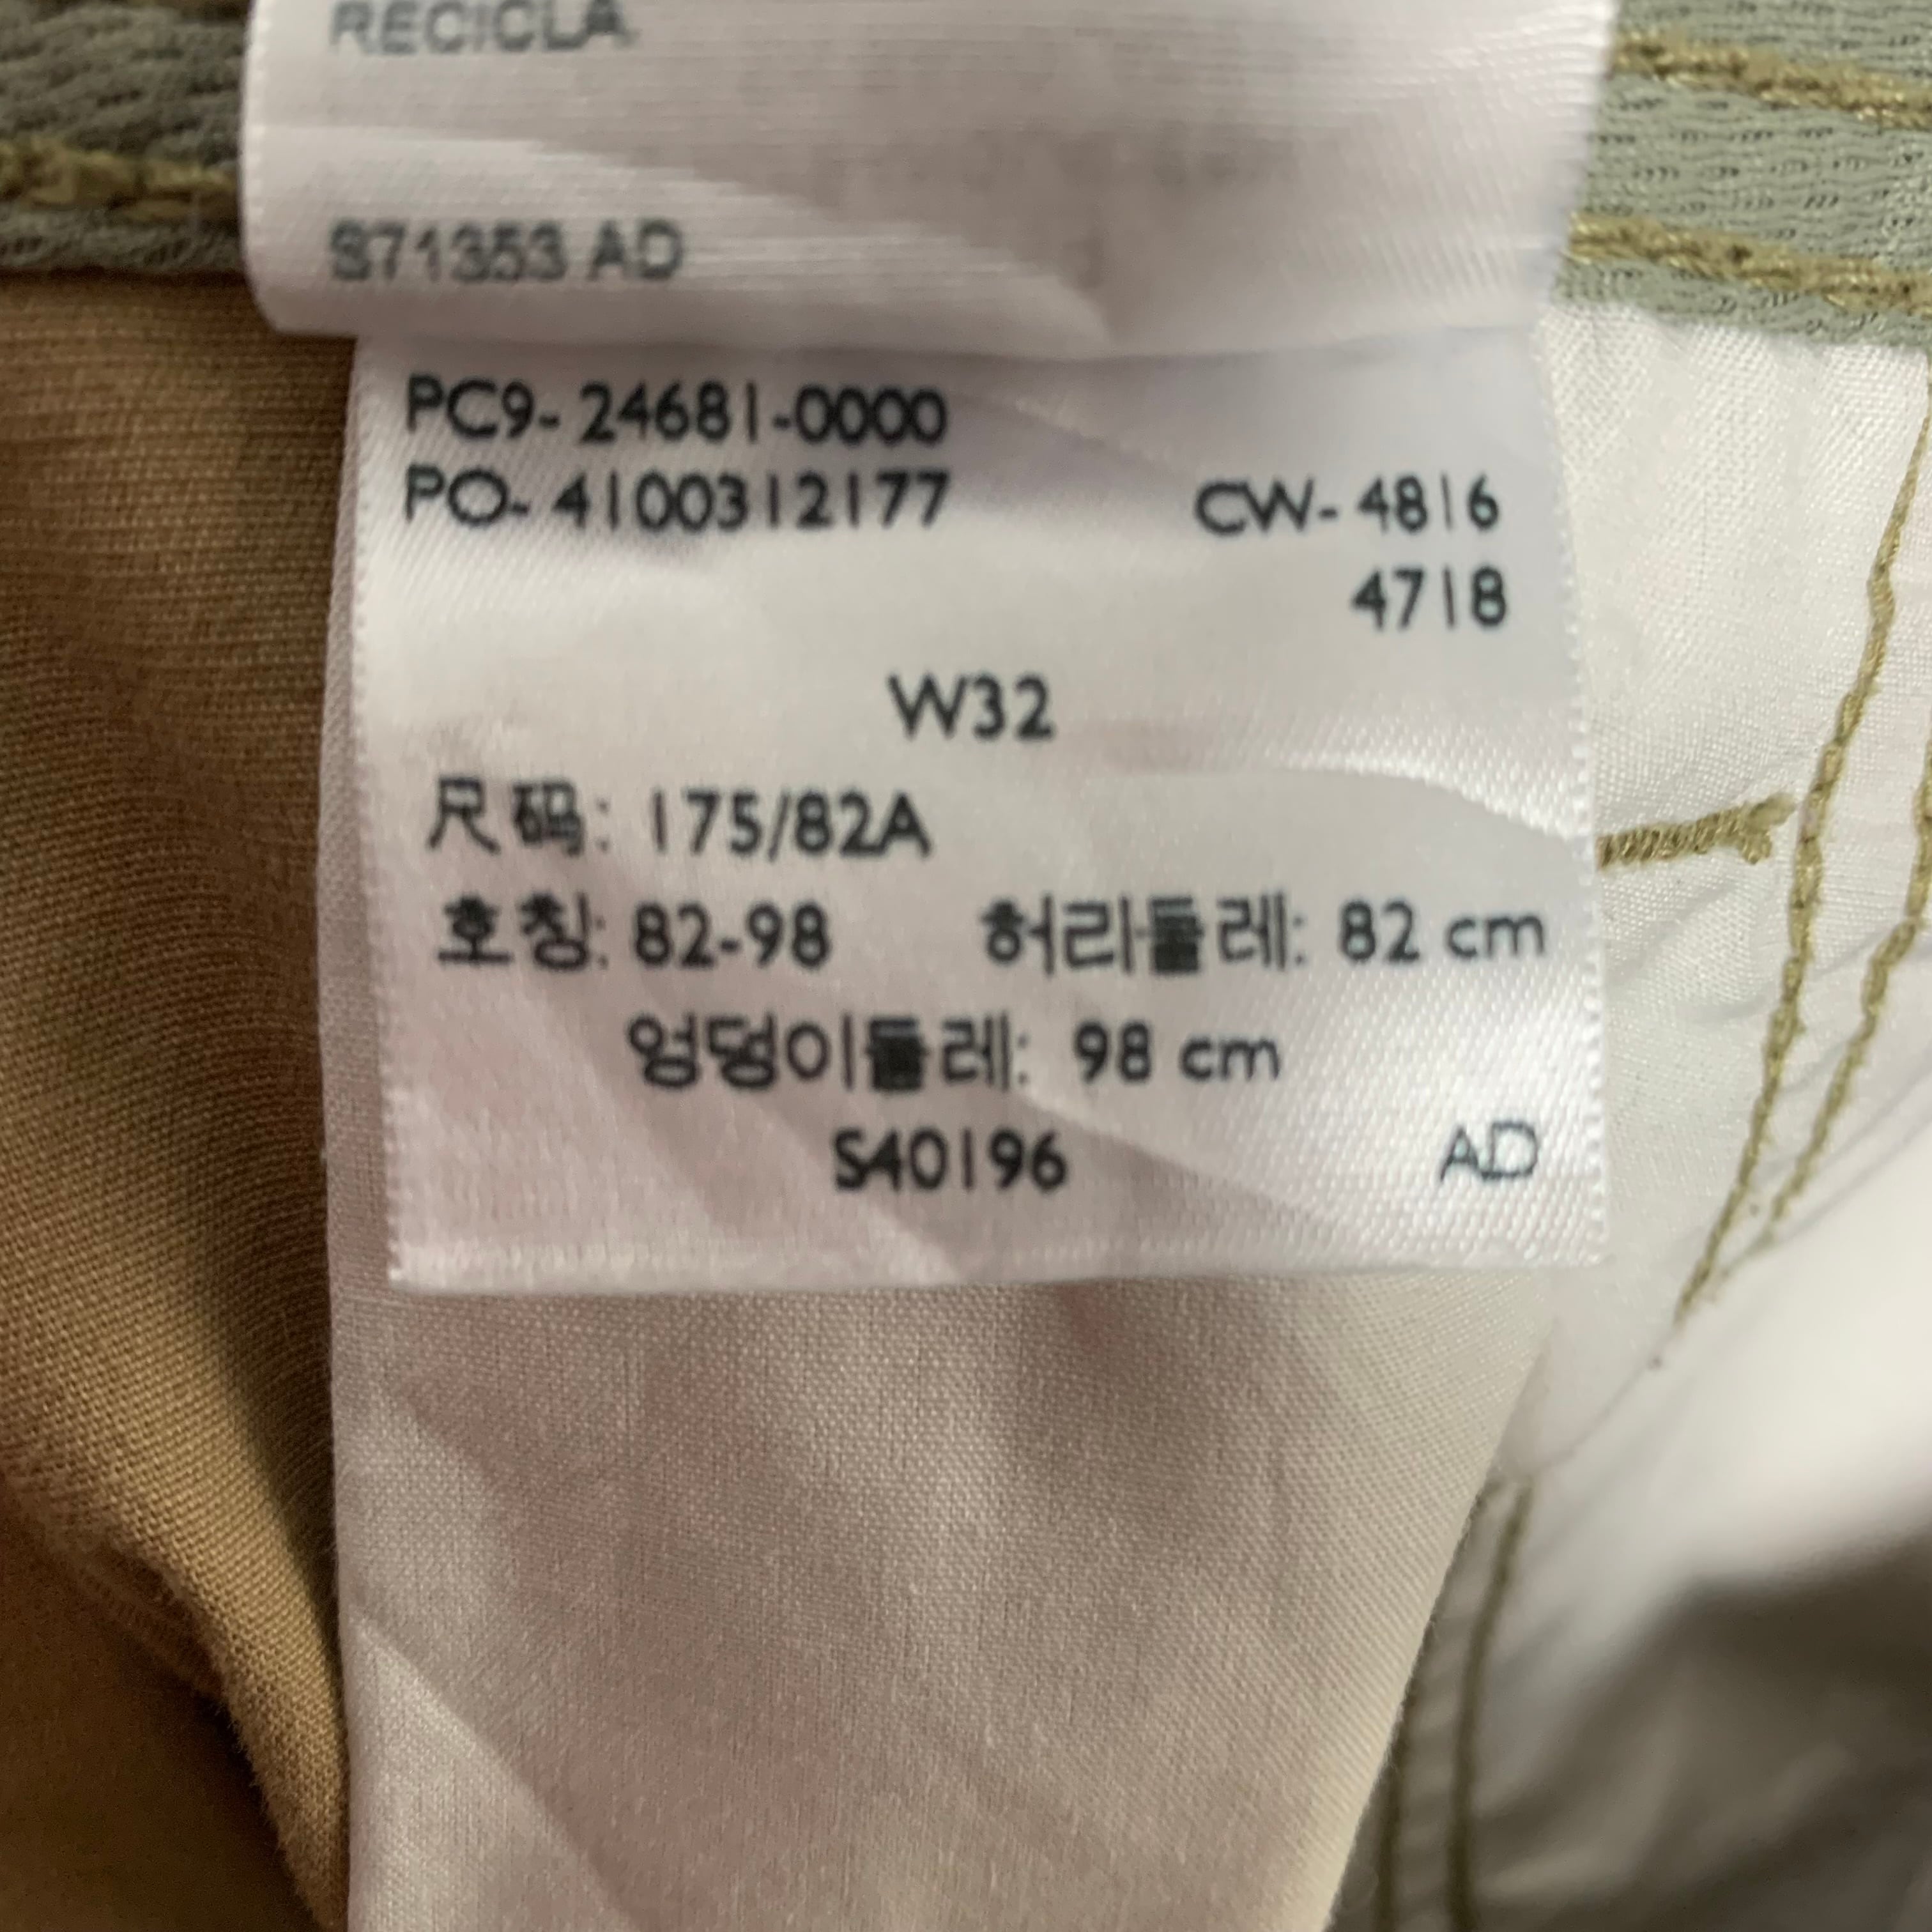 RECICLA
S71353 AD
PC9- 24681-0000
PO- 4100312177 CW- 4816
4718
W32
尺码: 175/82A
호칭: 82-98 허리둘레: 82 cm
엉덩이둘레: 98 cm
S40196 AD